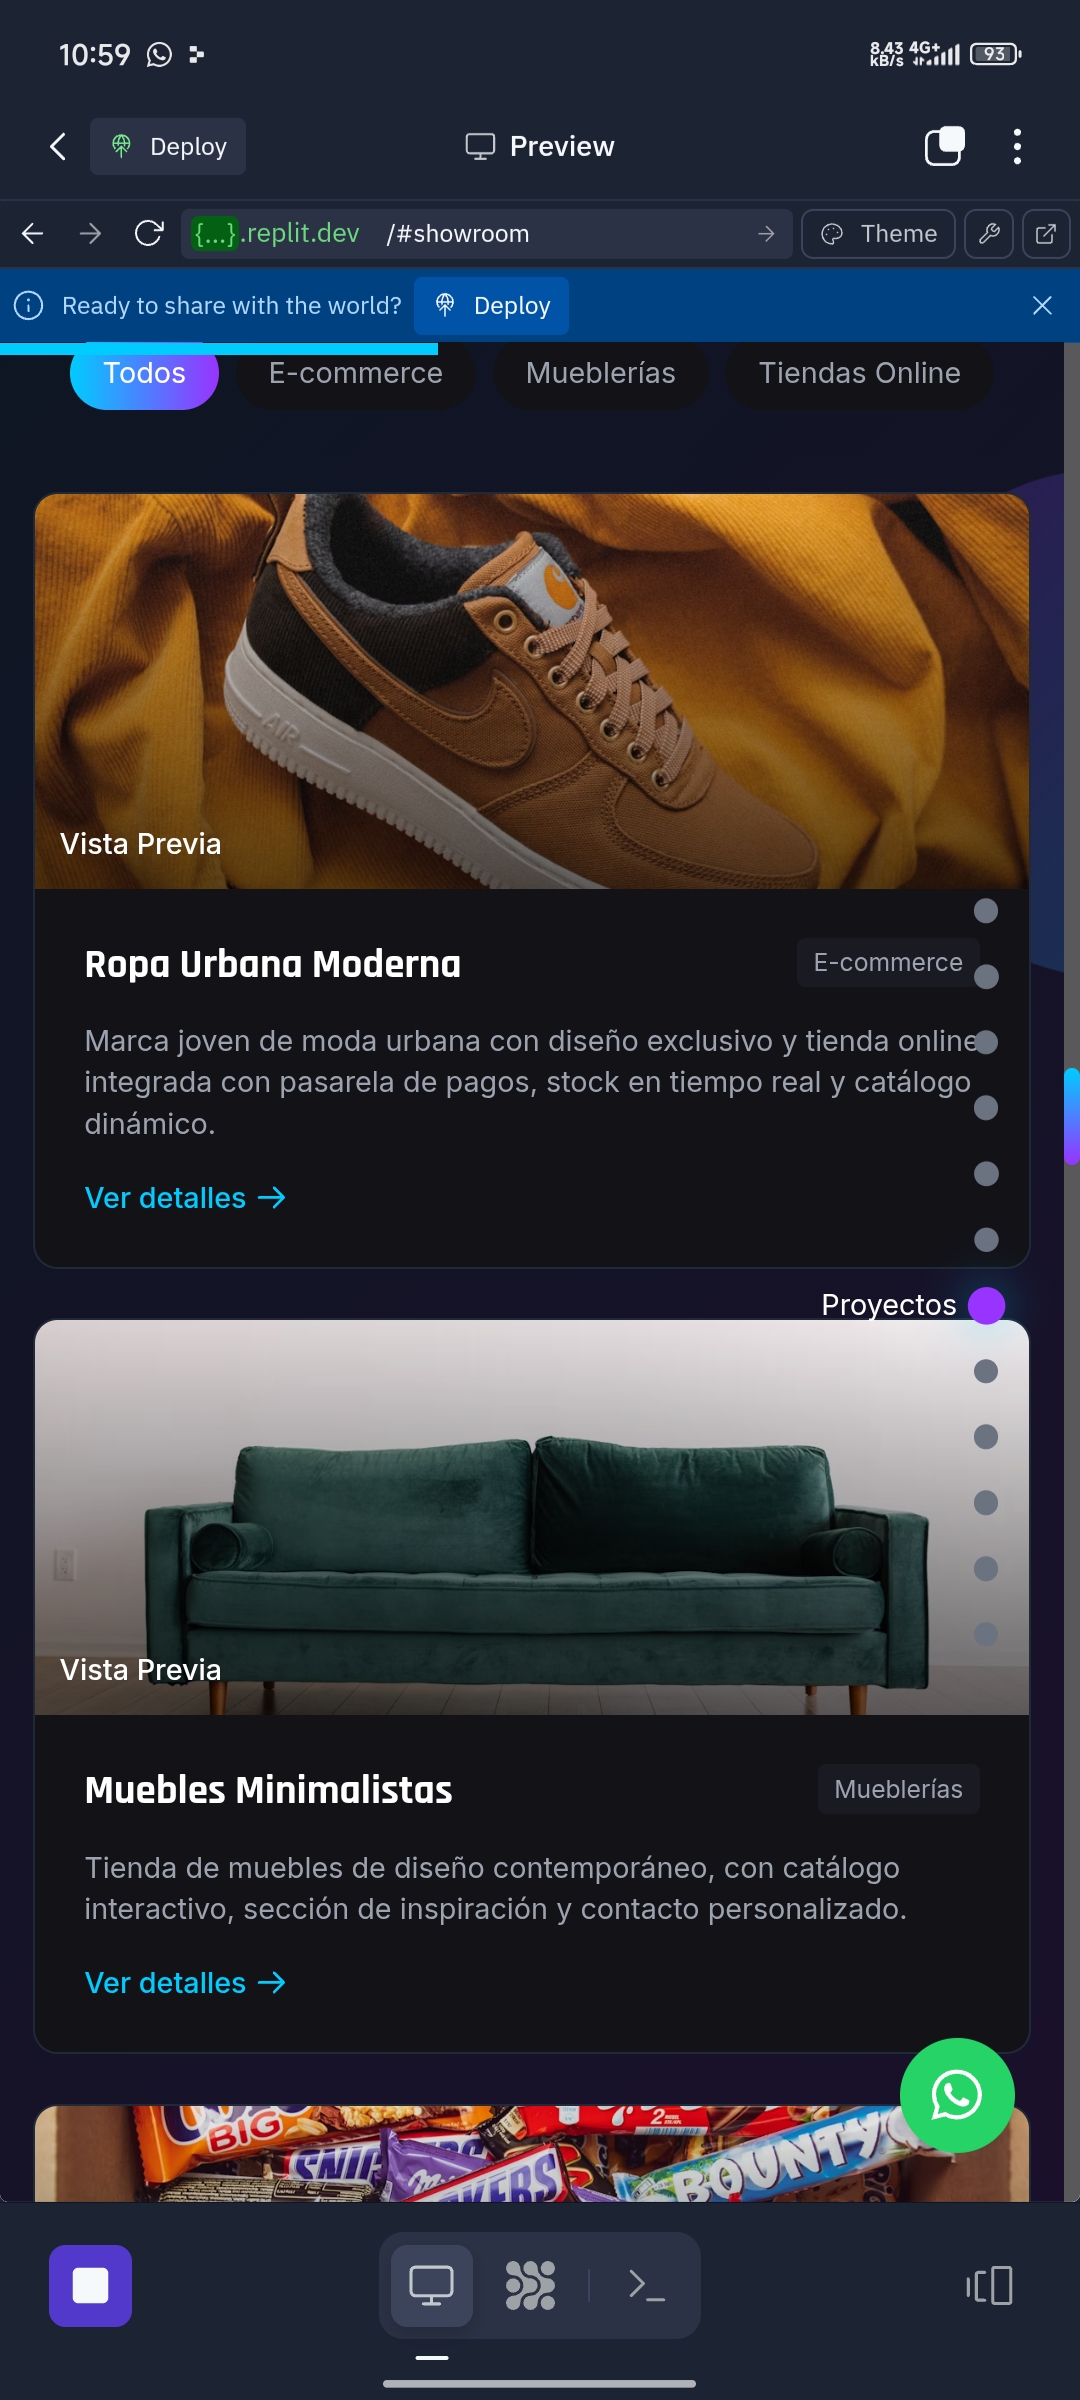 10:59
8.43 kB/s 4G+ 93
Deploy
Preview
{...}.replit.dev /#showroom
Theme
Ready to share with the world? Deploy
Todos E-commerce Mueblerías Tiendas Online
AIR
Vista Previa
Ropa Urbana Moderna
E-commerce
Marca joven de moda urbana con diseño exclusivo y tienda online
integrada con pasarela de pagos, stock en tiempo real y catálogo
dinámico.
Ver detalles →
Proyectos
Vista Previa
Muebles Minimalistas
Mueblerías
Tienda de muebles de diseño contemporáneo, con catálogo
interactivo, sección de inspiración y contacto personalizado.
Ver detalles →
BIG
2
BOUNTY